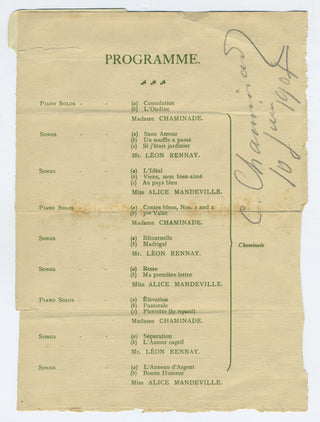 PROGRAMME.
PIANO SOLOS - - (a) Consolation
(b) L'Ondine
Madame CHAMINADE.
SONGS - - (a) Sans Amour
(b) Un souffle a passé
(c) Si j'étais jardinier
Mr. LÉON RENNAY.
SONGS - - (a) L'Idéal
(b) Viens, mon bien-aimé
(c) Au pays bleu
Miss ALICE MANDEVILLE.
PIANO SOLOS - - (a) Contes bleus, Nos. 1 and 2
(b) 3me Valse
Madame CHAMINADE.
SONGS - - (a) Ritournelle
(b) Madrigal
Mr. LÉON RENNAY.
SONGS - - (a) Reste
(b) Ma première lettre
Miss ALICE MANDEVILLE.
PIANO SOLOS - - (a) Élévation
(b) Pastorale
(c) Pierrette (by request)
Madame CHAMINADE.
SONGS - - (a) Séparation
(b) L'Amour captif
Mr. LÉON RENNAY.
SONGS - - (a) L'Anneau d'Argent
(b) Bonne Humeur
Miss ALICE MANDEVILLE.
Chaminade
C. Chaminade
10 juin 1907